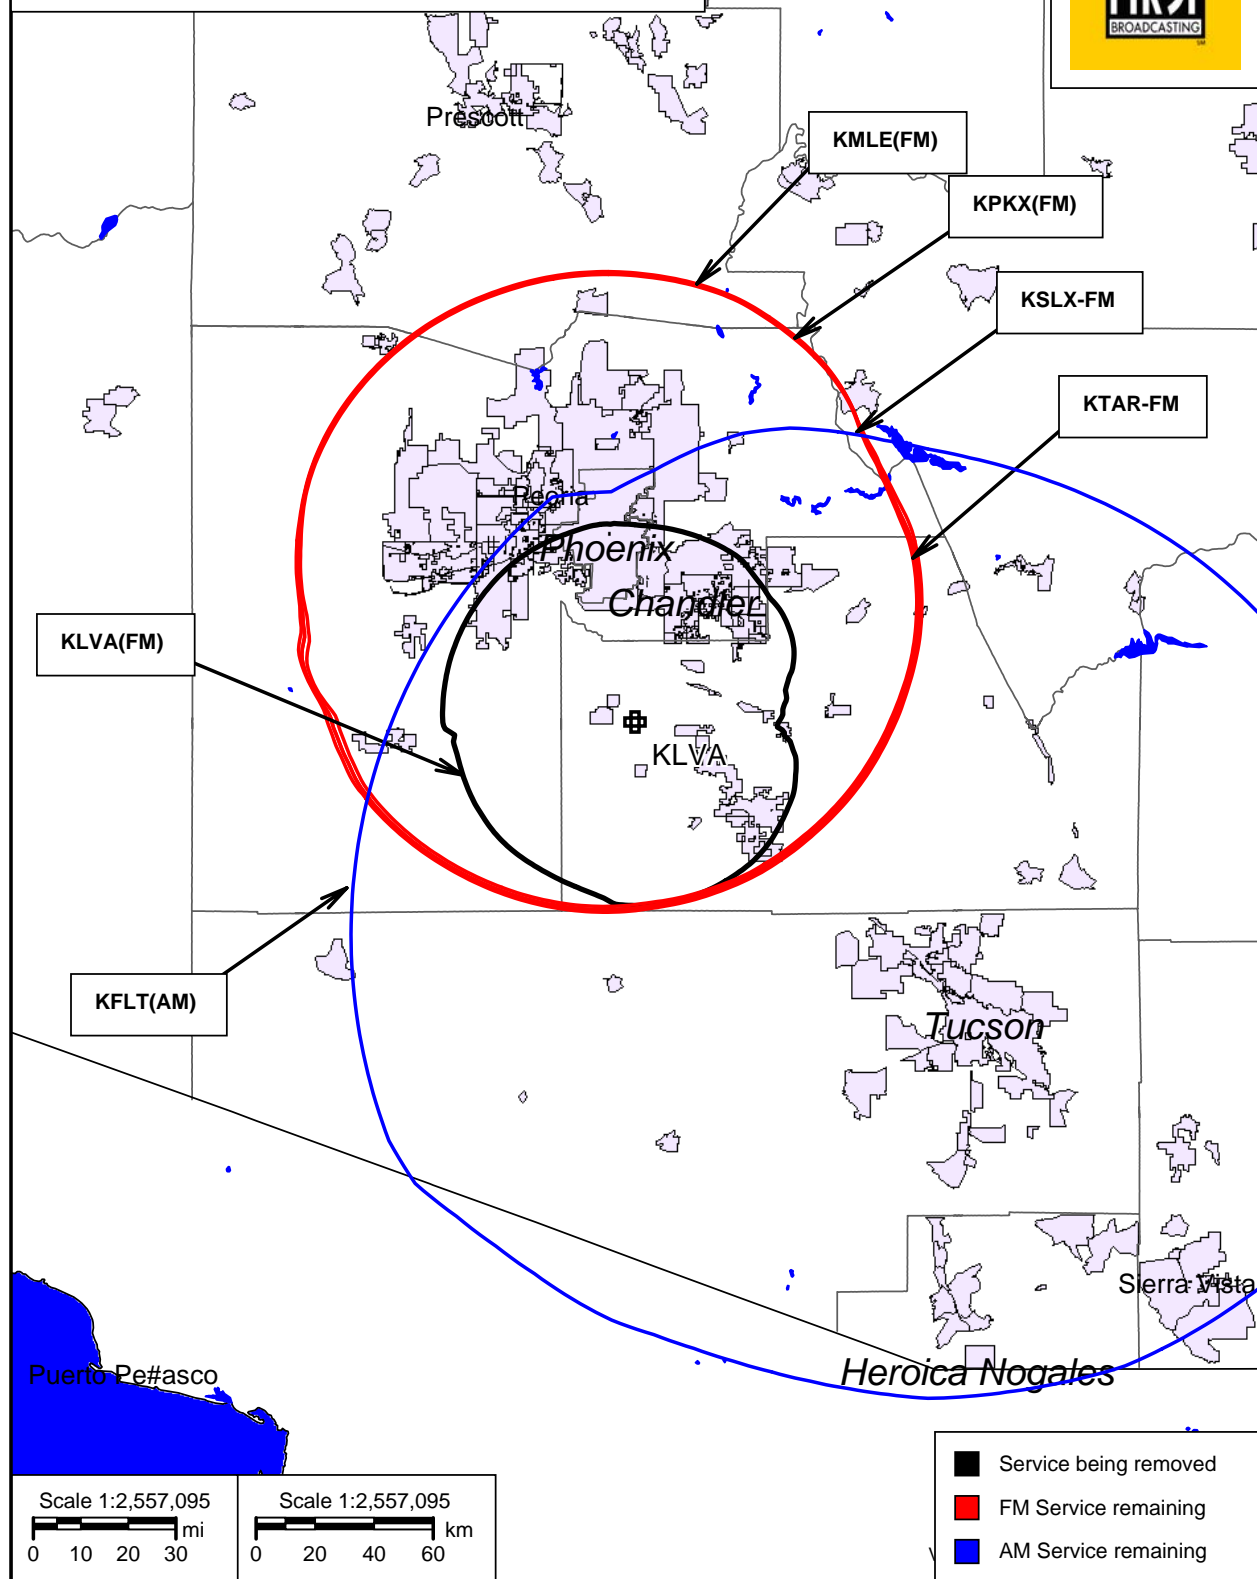 BROADCASTING
SM
Prescott
KMLE(FM)
KPKX(FM)
KSLX-FM
KTAR-FM
Peoria
Phoenix
Chandler
KLVA(FM)
KLVA
KFLT(AM)
Tucson
Sierra Vista
Heroica Nogales
Puerto Pe#asco
Service being removed
FM Service remaining
AM Service remaining
Scale 1:2,557,095
mi
0 10 20 30
Scale 1:2,557,095
km
0 20 40 60